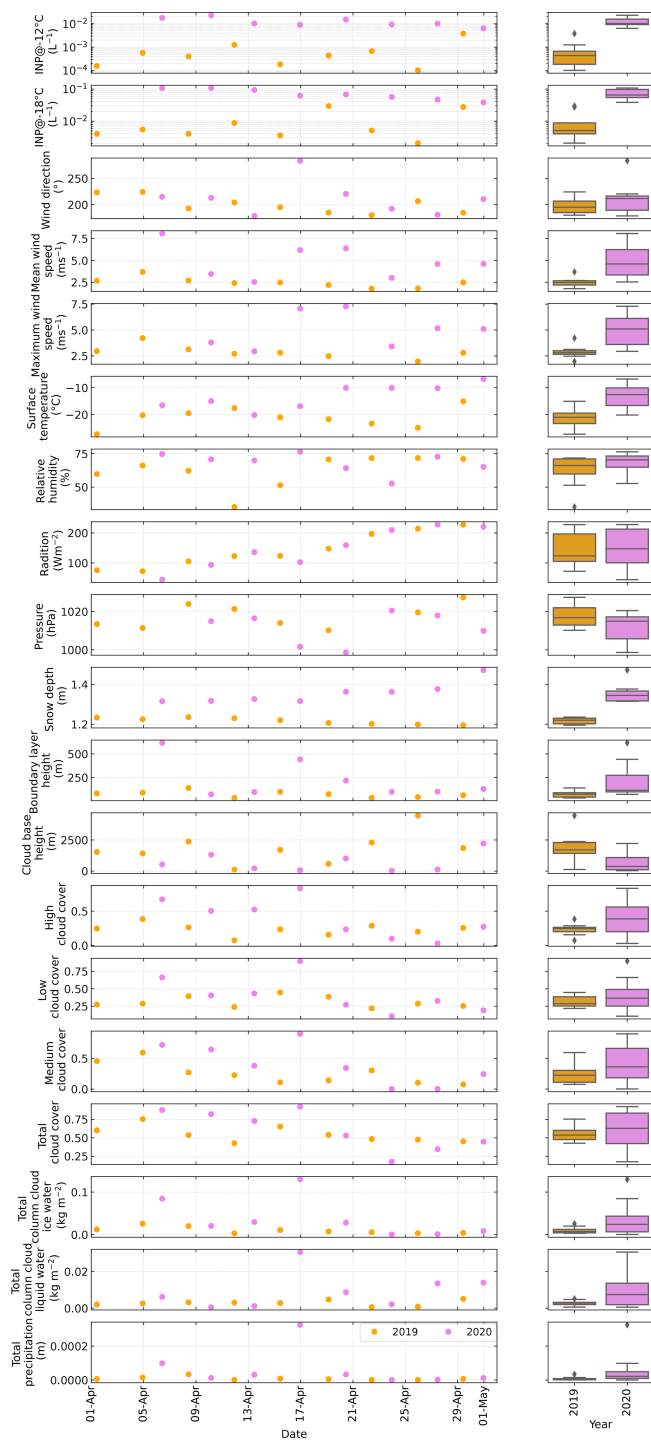 INP@-12°C
(L⁻¹)
10⁻²
10⁻³
10⁻⁴
INP@-18°C
(L⁻¹)
10⁻¹
10⁻²
Wind direction
(°)
250
200
Mean wind
speed
(ms⁻¹)
7.5
5.0
2.5
Maximum wind
speed
(ms⁻¹)
7.5
5.0
2.5
Surface
temperature
(°C)
−10
−20
Relative
humidity
(%)
75
50
Radition
(Wm⁻²)
200
100
Pressure
(hPa)
1020
1000
Snow depth
(m)
1.4
1.2
Boundary layer
height
(m)
500
0
Cloud base
height
(m)
2500
0
High
cloud cover
0.5
0.0
Low
cloud cover
0.75
0.50
0.25
Medium
cloud cover
0.5
0.0
Total
cloud cover
0.75
0.50
0.25
Total
column cloud
ice water
(kg m⁻²)
0.1
0.0
Total
column cloud
liquid water
(kg m⁻²)
0.02
0.00
Total
precipitation
(m)
0.0002
0.0000
2019 2020
01-Apr 05-Apr 09-Apr 13-Apr 17-Apr 21-Apr 25-Apr 29-Apr 01-May
Date
2019 2020
Year